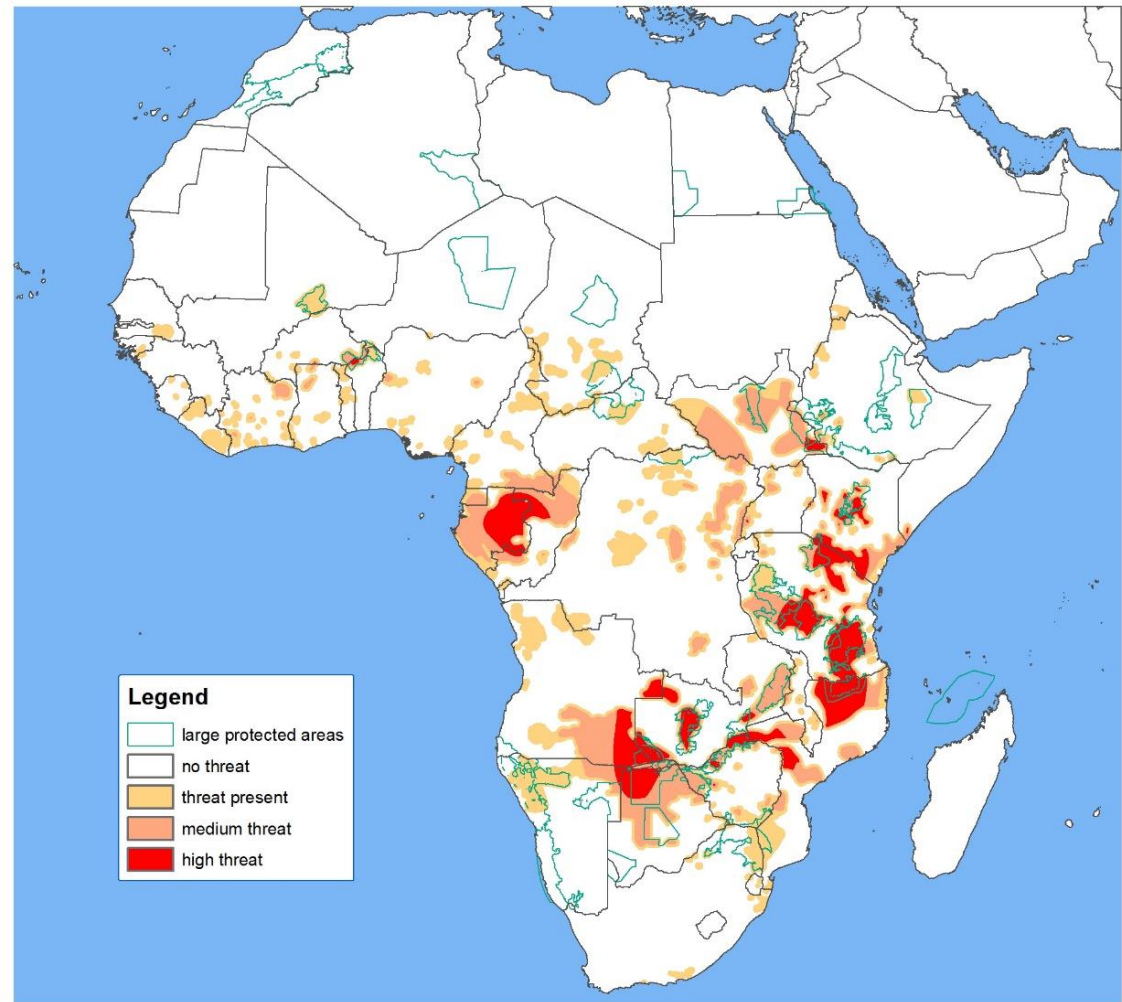 Legend
large protected areas
no threat
threat present
medium threat
high threat